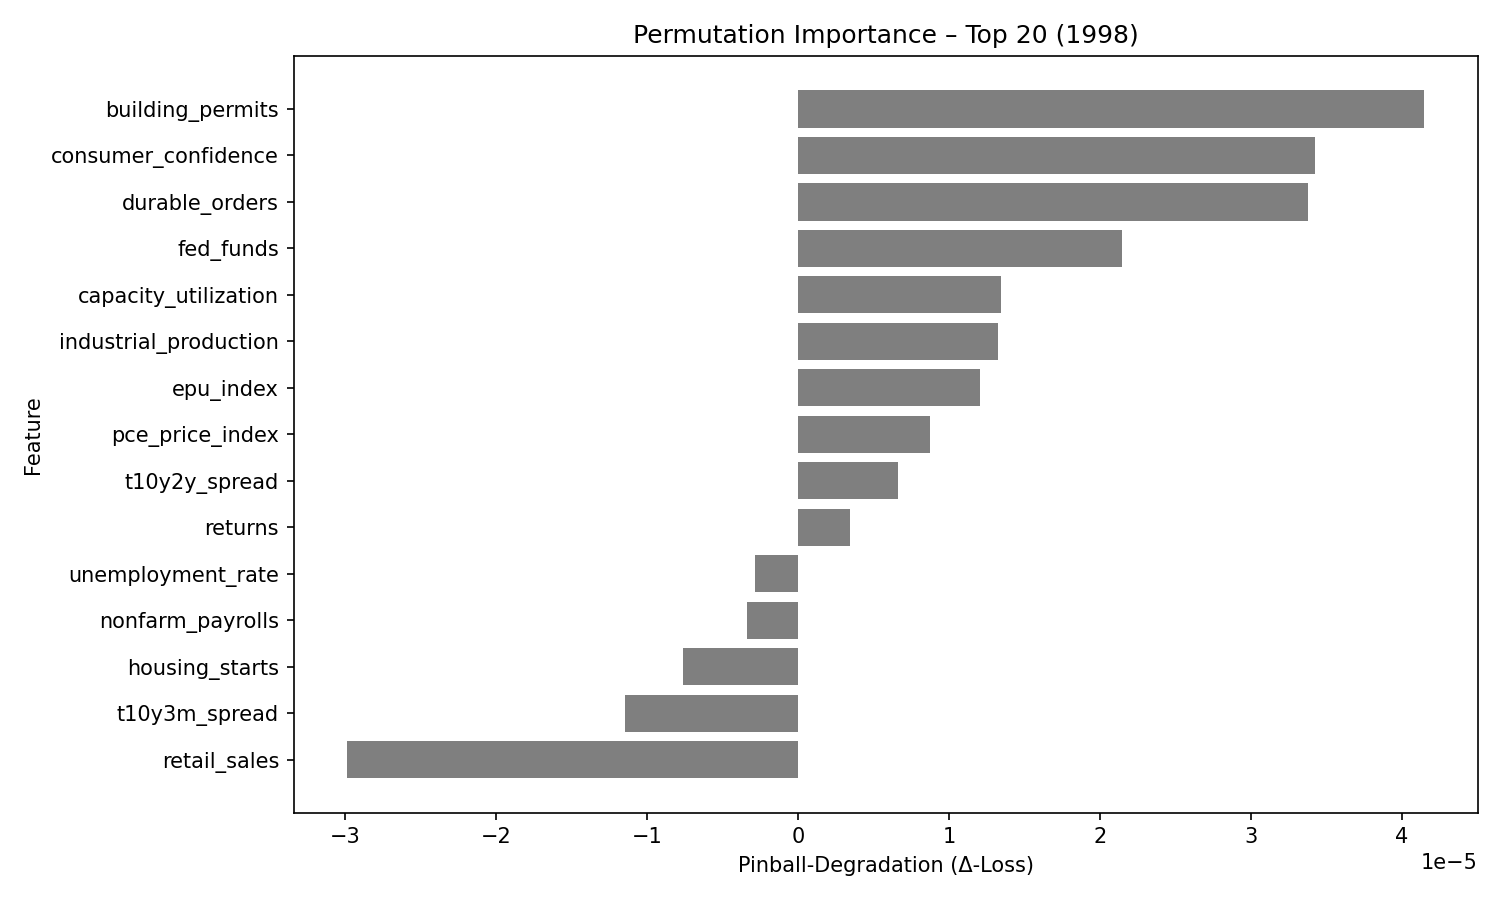 Permutation Importance – Top 20 (1998)
building_permits
consumer_confidence
durable_orders
fed_funds
capacity_utilization
industrial_production
epu_index
pce_price_index
t10y2y_spread
returns
unemployment_rate
nonfarm_payrolls
housing_starts
t10y3m_spread
retail_sales
Feature
−3 −2 −1 0 1 2 3 4
1e−5
Pinball-Degradation (Δ-Loss)